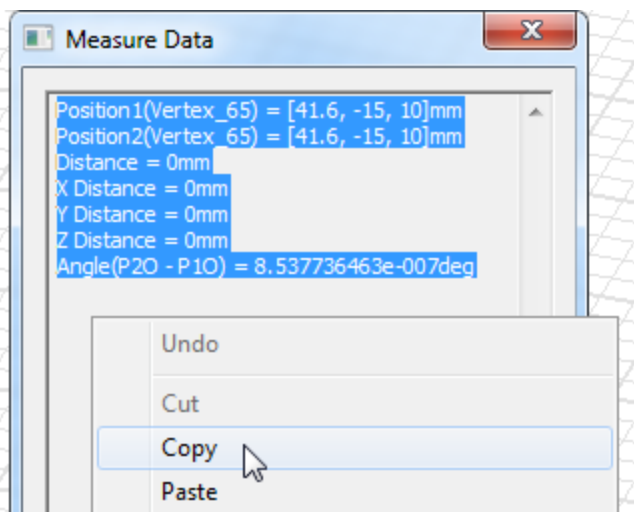 Measure Data
Position1(Vertex_65) = [41.6, -15, 10]mm
Position2(Vertex_65) = [41.6, -15, 10]mm
Distance = 0mm
X Distance = 0mm
Y Distance = 0mm
Z Distance = 0mm
Angle(P2O - P1O) = 8.537736463e-007deg
Undo
Cut
Copy
Paste